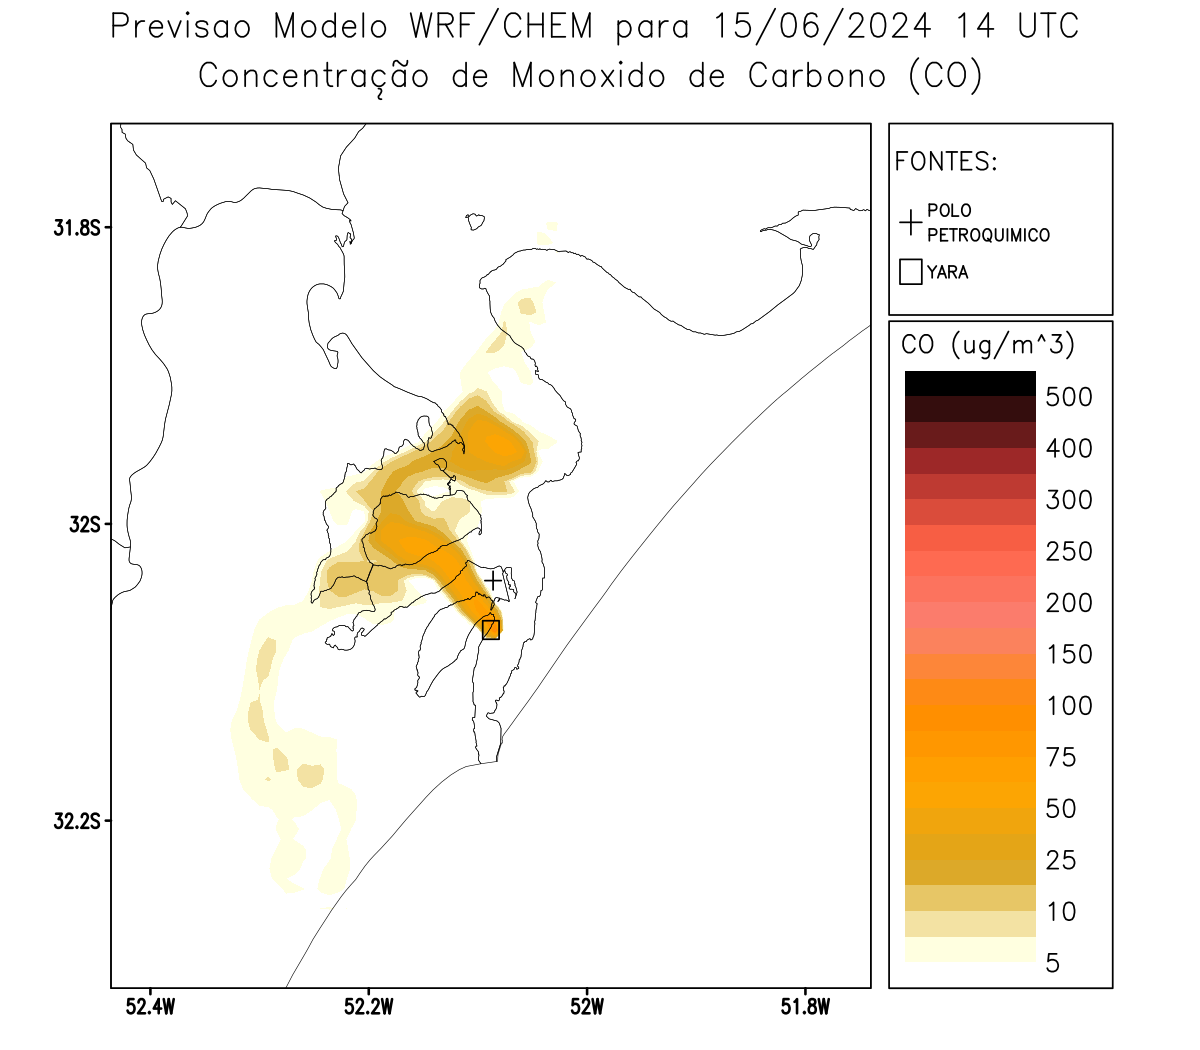 Previsao Modelo WRF/CHEM para 15/06/2024 14 UTC
Concentração de Monoxido de Carbono (CO)
FONTES:
POLO
PETROQUIMICO
YARA
31.8S
32S
32.2S
52.4W
52.2W
52W
51.8W
CO (ug/m^3)
500
400
300
250
200
150
100
75
50
25
10
5